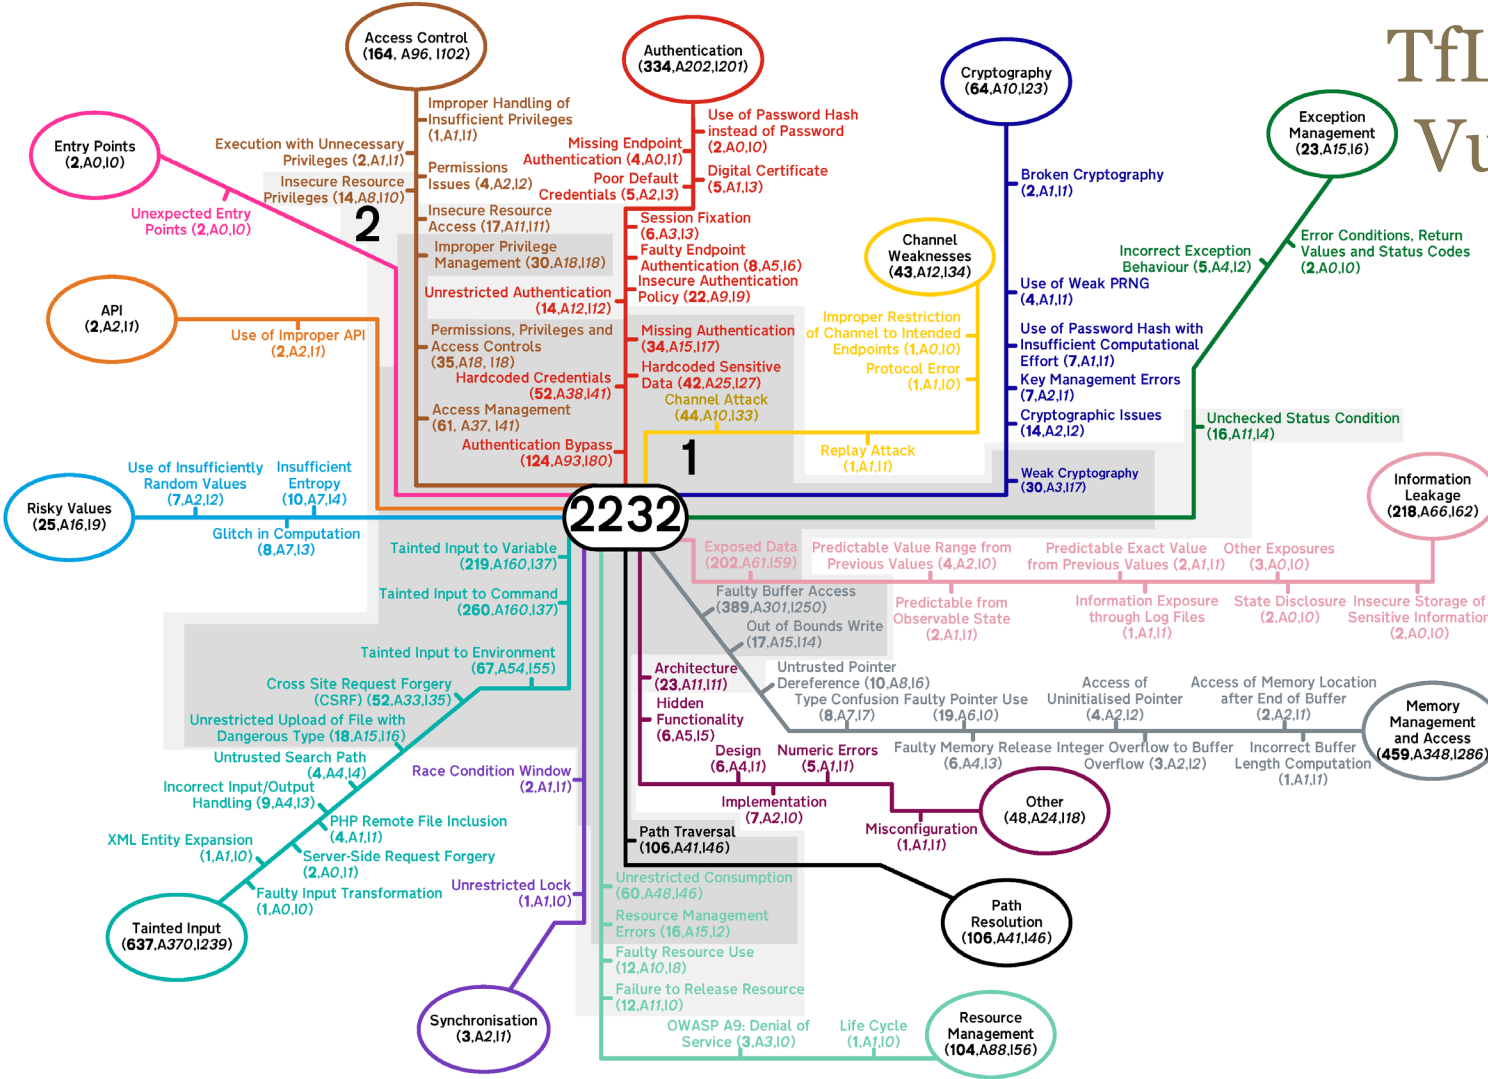 TfL
Vu
Access Control
(164, A96, I102)
Authentication
(334,A202,I201)
Cryptography
(64,A10,I23)
Exception
Management
(23,A15,I6)
Entry Points
(2,A0,I0)
Unexpected Entry
Points (2,A0,I0)
Improper Handling of
Insufficient Privileges
(1,A1,I1)
Execution with Unnecessary
Privileges (2,A1,I1)
Permissions
Issues (4,A2,I2)
Insecure Resource
Privileges (14,A8,I10)
2
Insecure Resource
Access (17,A11,I11)
Improper Privilege
Management (30,A18,I18)
Permissions, Privileges and
Access Controls
(35,A18, I18)
Access Management
(61, A37, I41)
Use of Password Hash
instead of Password
(2,A0,I0)
Missing Endpoint
Authentication (4,A0,I1)
Digital Certificate
(5,A1,I3)
Poor Default
Credentials (5,A2,I3)
Session Fixation
(6,A3,I3)
Faulty Endpoint
Authentication (8,A5,I6)
Insecure Authentication
Policy (22,A9,I9)
Unrestricted Authentication
(14,A12,I12)
Missing Authentication
(34,A15,I17)
Hardcoded Sensitive
Data (42,A25,I27)
Hardcoded Credentials
(52,A38,I41)
Authentication Bypass
(124,A93,I80)
Channel
Weaknesses
(43,A12,I34)
Improper Restriction
of Channel to Intended
Endpoints (1,A0,I0)
Protocol Error
(1,A1,I0)
Channel Attack
(44,A10,I33)
Replay Attack
(1,A1,I1)
1
Broken Cryptography
(2,A1,I1)
Use of Weak PRNG
(4,A1,I1)
Use of Password Hash with
Insufficient Computational
Effort (7,A1,I1)
Key Management Errors
(7,A2,I1)
Cryptographic Issues
(14,A2,I2)
Weak Cryptography
(30,A3,I17)
Error Conditions, Return
Values and Status Codes
(2,A0,I0)
Incorrect Exception
Behaviour (5,A4,I2)
Unchecked Status Condition
(16,A11,I4)
API
(2,A2,I1)
Use of Improper API
(2,A2,I1)
Risky Values
(25,A16,I9)
Use of Insufficiently
Random Values
(7,A2,I2)
Insufficient
Entropy
(10,A7,I4)
Glitch in Computation
(8,A7,I3)
2232
Information
Leakage
(218,A66,I62)
Exposed Data
(202,A61,I59)
Predictable Value Range from
Previous Values (4,A2,I0)
Predictable Exact Value
from Previous Values (2,A1,I1)
Other Exposures
(3,A0,I0)
Predictable from
Observable State
(2,A1,I1)
Information Exposure
through Log Files
(1,A1,I1)
State Disclosure
(2,A0,I0)
Insecure Storage of
Sensitive Information
(2,A0,I0)
Faulty Buffer Access
(389,A301,I250)
Out of Bounds Write
(17,A15,I14)
Untrusted Pointer
Dereference (10,A8,I6)
Type Confusion
(8,A7,I7)
Faulty Pointer Use
(19,A6,I0)
Access of
Uninitialised Pointer
(4,A2,I2)
Access of Memory Location
after End of Buffer
(2,A2,I1)
Faulty Memory Release
(6,A4,I3)
Integer Overflow to Buffer
Overflow (3,A2,I2)
Incorrect Buffer
Length Computation
(1,A1,I1)
Memory
Management
and Access
(459,A348,I286)
Tainted Input to Variable
(219,A160,I37)
Tainted Input to Command
(260,A160,I37)
Tainted Input to Environment
(67,A54,I55)
Cross Site Request Forgery
(CSRF) (52,A33,I35)
Unrestricted Upload of File with
Dangerous Type (18,A15,I16)
Untrusted Search Path
(4,A4,I4)
Incorrect Input/Output
Handling (9,A4,I3)
PHP Remote File Inclusion
(4,A1,I1)
XML Entity Expansion
(1,A1,I0)
Server-Side Request Forgery
(2,A0,I1)
Faulty Input Transformation
(1,A0,I0)
Tainted Input
(637,A370,I239)
Race Condition Window
(2,A1,I1)
Unrestricted Lock
(1,A1,I0)
Synchronisation
(3,A2,I1)
Architecture
(23,A11,I11)
Hidden
Functionality
(6,A5,I5)
Design
(6,A4,I1)
Numeric Errors
(5,A1,I1)
Implementation
(7,A2,I0)
Misconfiguration
(1,A1,I1)
Other
(48,A24,I18)
Path Traversal
(106,A41,I46)
Path
Resolution
(106,A41,I46)
Unrestricted Consumption
(60,A48,I46)
Resource Management
Errors (16,A15,I2)
Faulty Resource Use
(12,A10,I8)
Failure to Release Resource
(12,A11,I0)
OWASP A9: Denial of
Service (3,A3,I0)
Life Cycle
(1,A1,I0)
Resource
Management
(104,A88,I56)